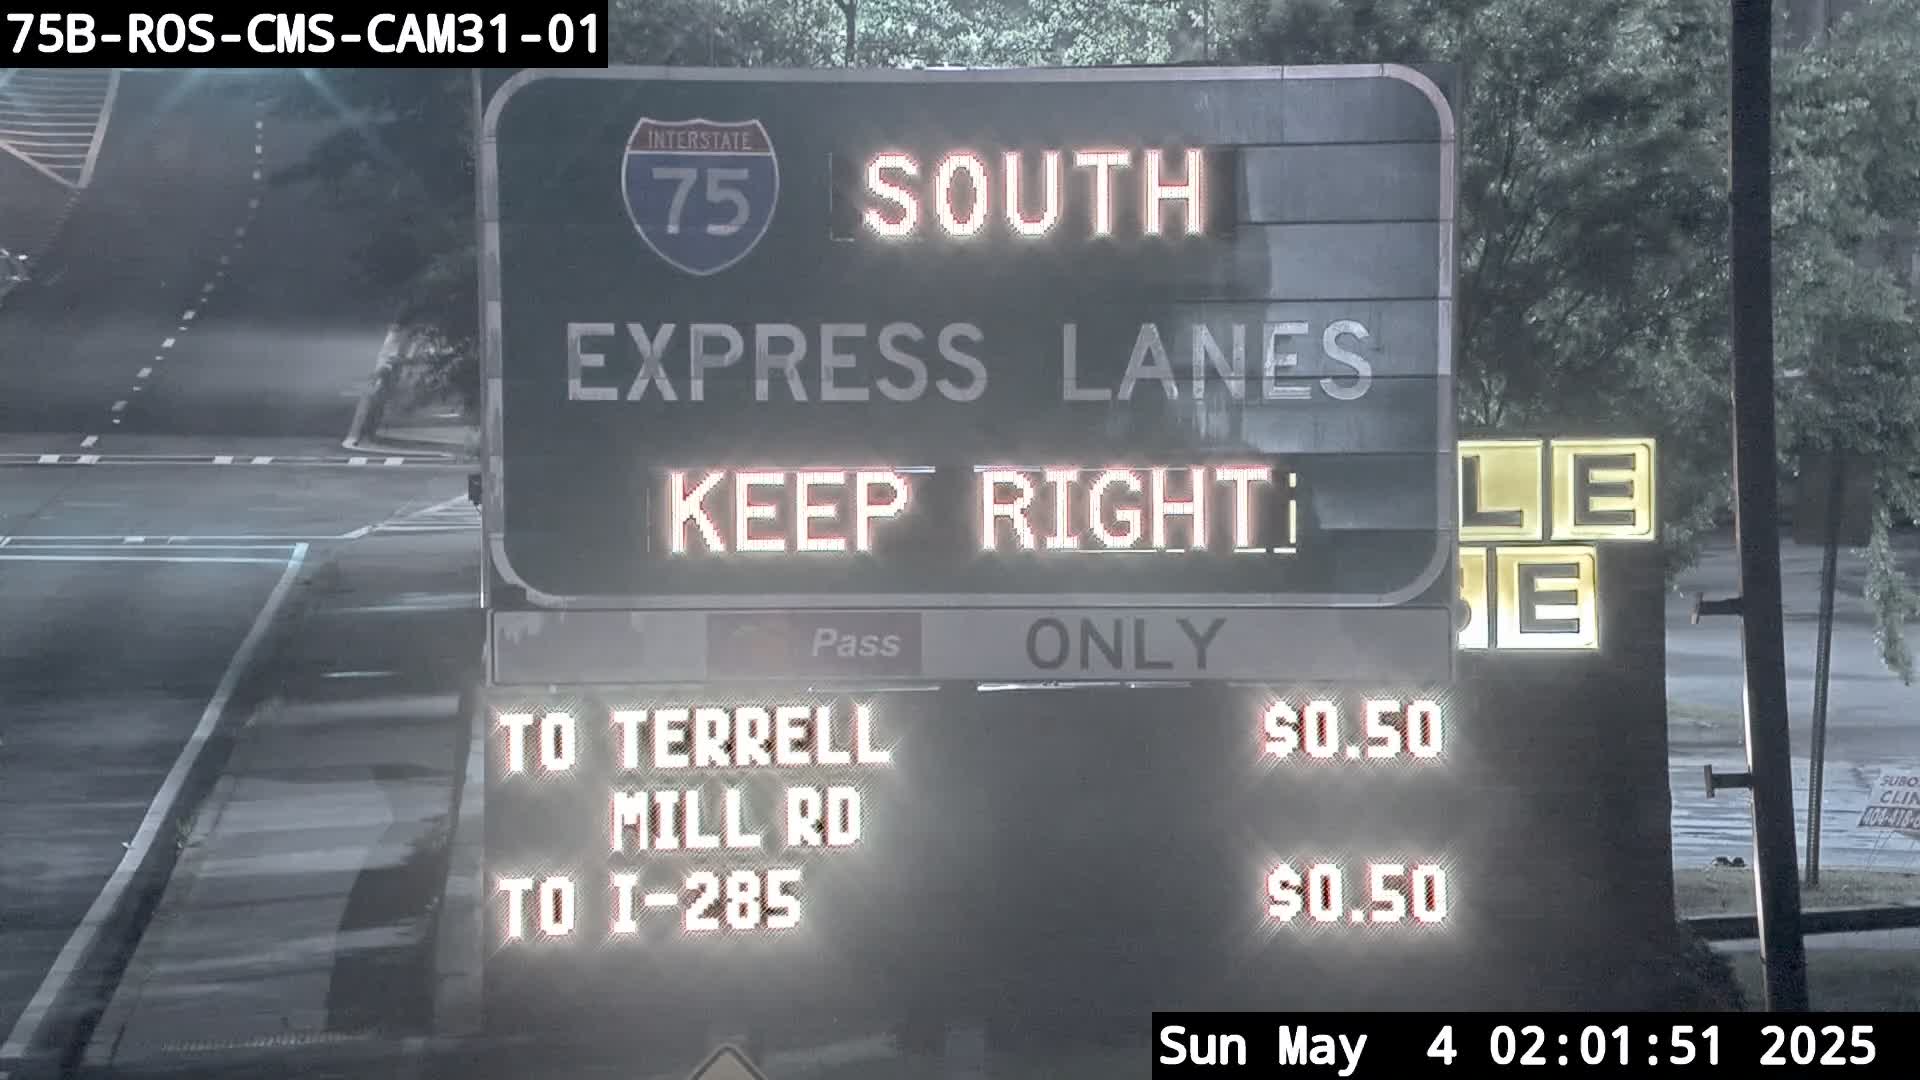 75B-ROS-CMS-CAM31-01
INTERSTATE
75
SOUTH
EXPRESS LANES
KEEP RIGHT
LE
E
Pass ONLY
TO TERRELL $0.50
MILL RD
TO I-285 $0.50
Sun May 4 02:01:51 2025